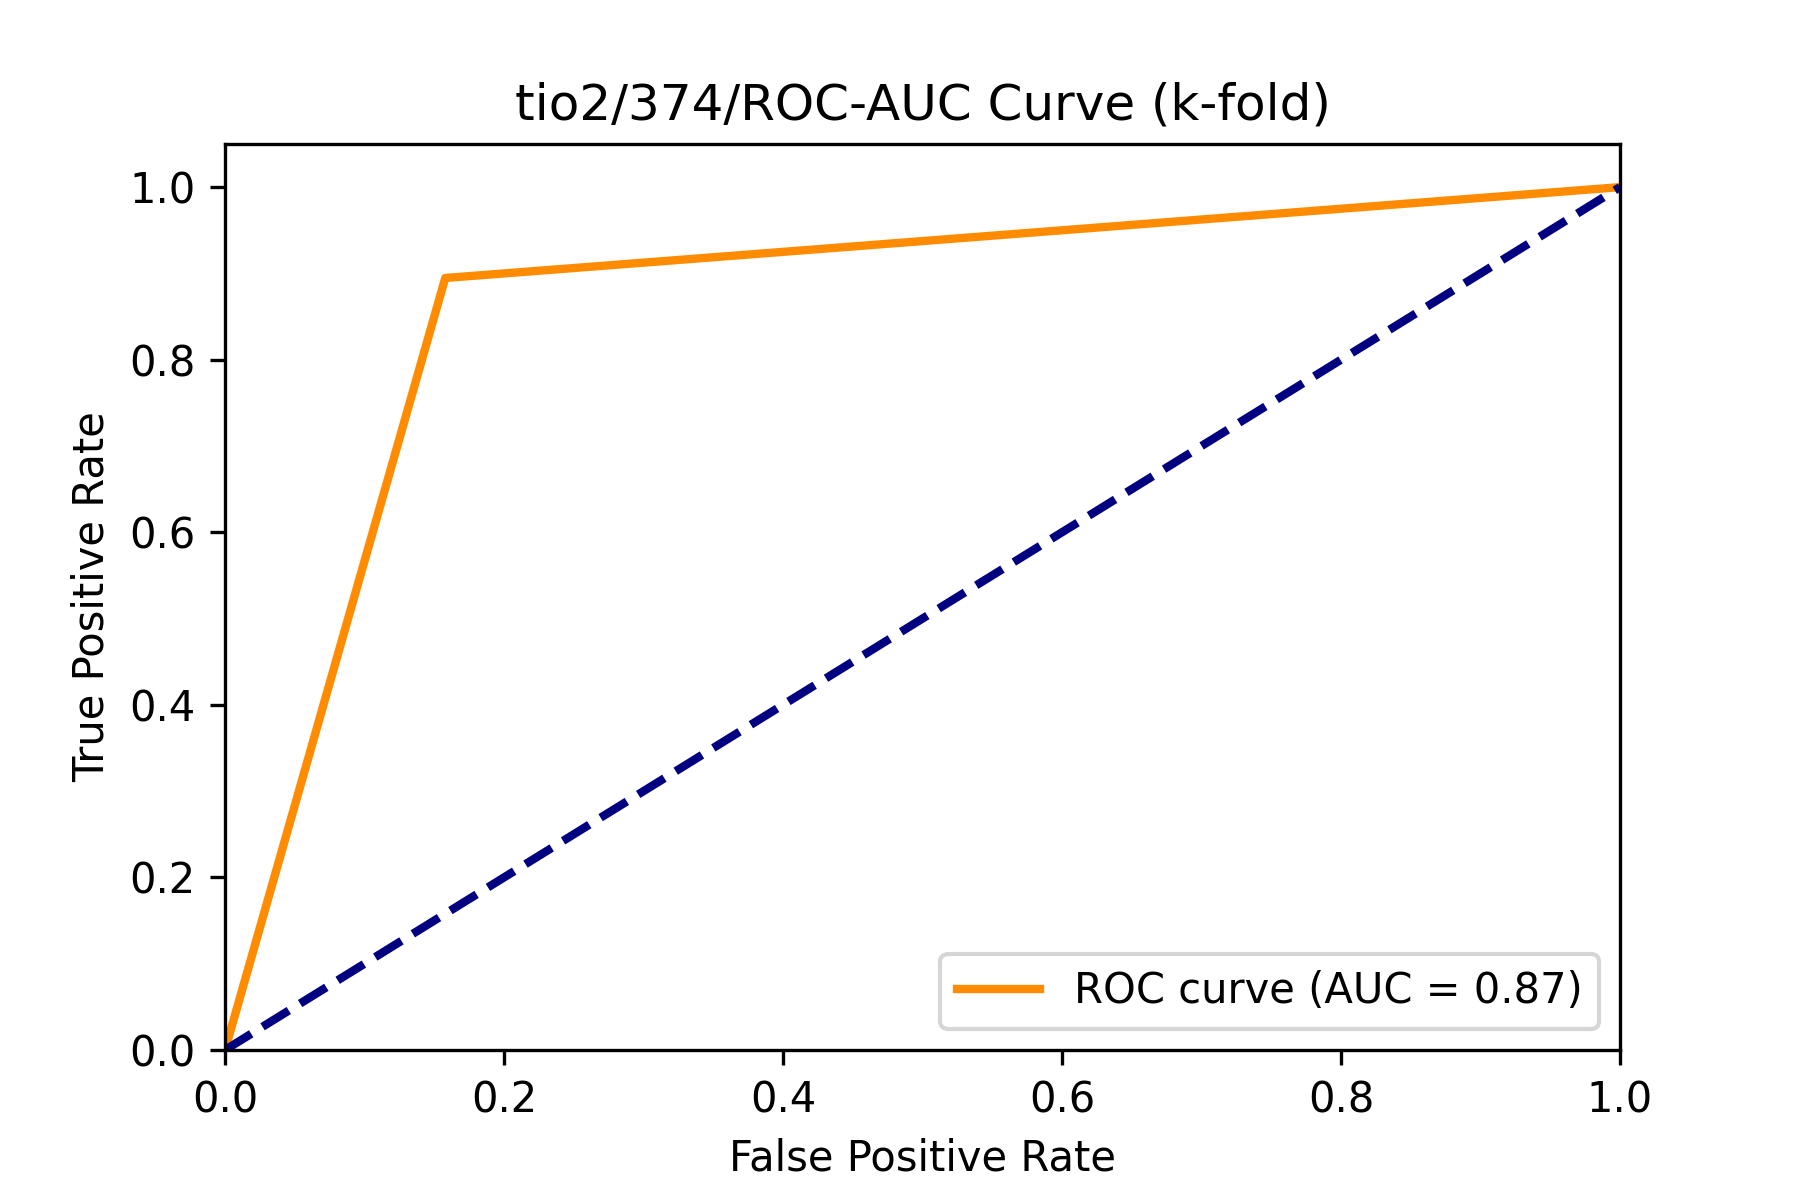 tio2/374/ROC-AUC Curve (k-fold)
1.0
0.8
0.6
0.4
0.2
0.0
True Positive Rate
ROC curve (AUC = 0.87)
0.0 0.2 0.4 0.6 0.8 1.0
False Positive Rate